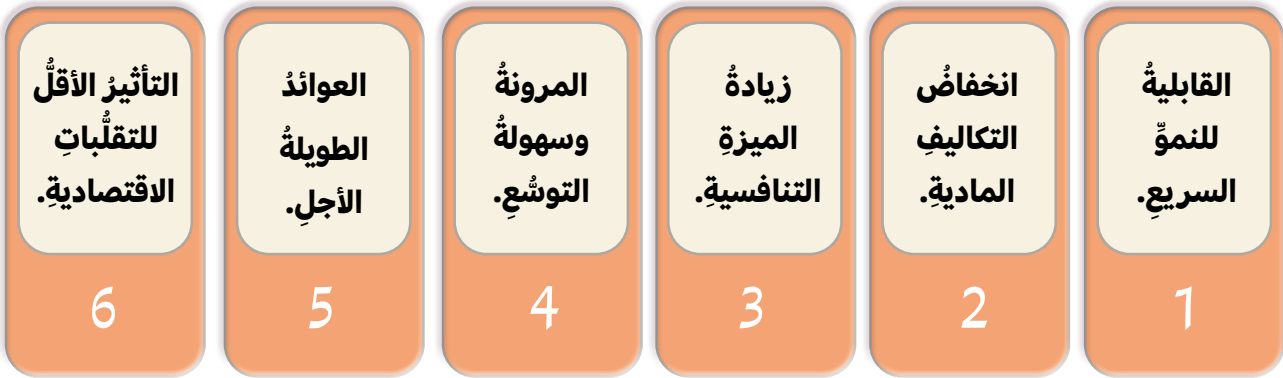 القابليةُ
للنموِّ
السريعِ.
1
انخفاضُ
التكاليفِ
الماديةِ.
2
زيادةُ
الميزةِ
التنافسيةِ.
3
المرونةُ
وسهولةُ
التوسُّعِ.
4
العوائدُ
الطويلةُ
الأجلِ.
5
التأثيرُ الأقلُّ
للتقلُّباتِ
الاقتصاديةِ.
6